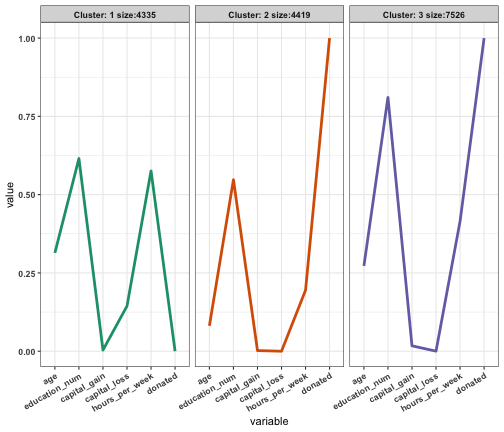 Cluster: 1 size:4335
Cluster: 2 size:4419
Cluster: 3 size:7526
value
1.00
0.75
0.50
0.25
0.00
age
education_num
capital_gain
capital_loss
hours_per_week
donated
age
education_num
capital_gain
capital_loss
hours_per_week
donated
age
education_num
capital_gain
capital_loss
hours_per_week
donated
variable